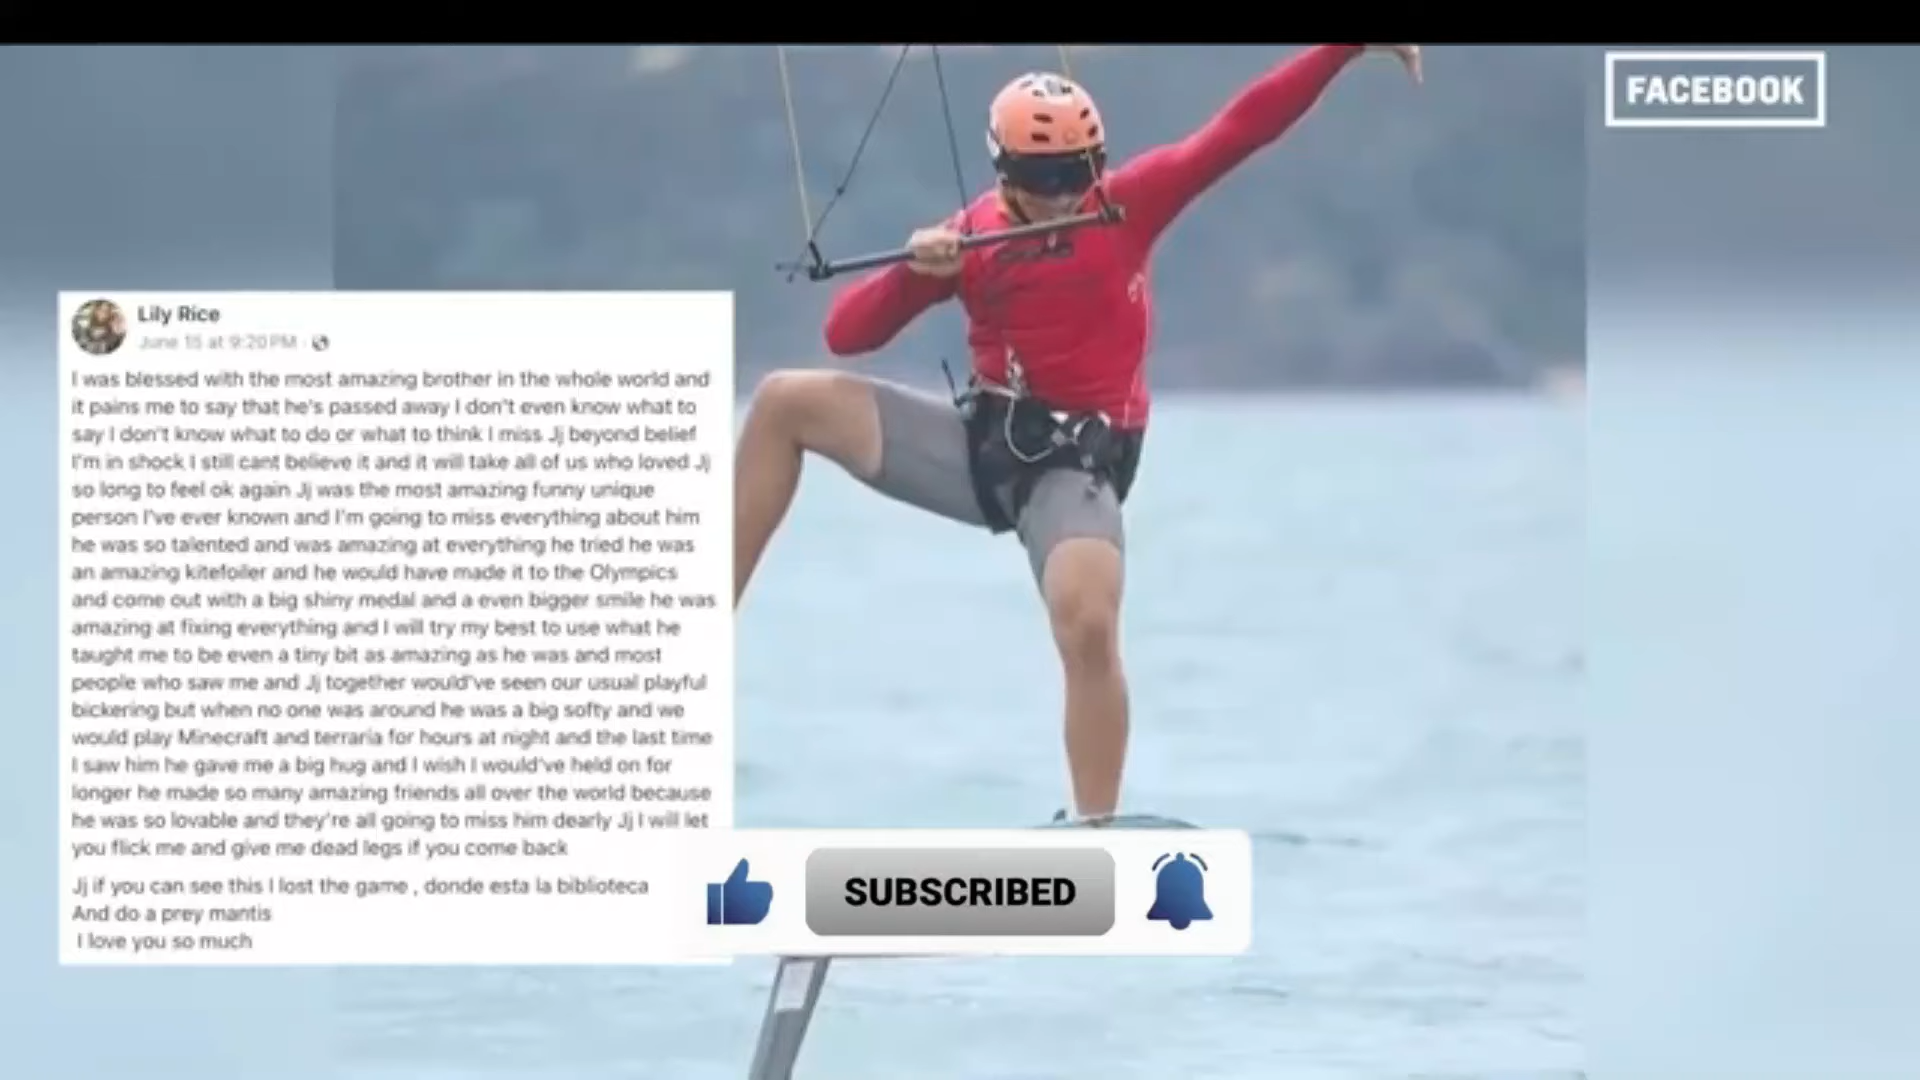 FACEBOOK
Lily Rice
June 15 at 9:20 PM ·
I was blessed with the most amazing brother in the whole world and
it pains me to say that he's passed away I don't even know what to
say I don't know what to do or what to think I miss Jj beyond belief
I'm in shock I still cant believe it and it will take all of us who loved Jj
so long to feel ok again Jj was the most amazing funny unique
person I've ever known and I'm going to miss everything about him
he was so talented and was amazing at everything he tried he was
an amazing kitefoiler and he would have made it to the Olympics
and come out with a big shiny medal and a even bigger smile he was
amazing at fixing everything and I will try my best to use what he
taught me to be even a tiny bit as amazing as he was and most
people who saw me and Jj together would've seen our usual playful
bickering but when no one was around he was a big softy and we
would play Minecraft and terraria for hours at night and the last time
I saw him he gave me a big hug and I wish I would've held on for
longer he made so many amazing friends all over the world because
he was so lovable and they're all going to miss him dearly Jj I will let
you flick me and give me dead legs if you come back
Jj if you can see this I lost the game , donde esta la biblioteca
And do a prey mantis
I love you so much
SUBSCRIBED